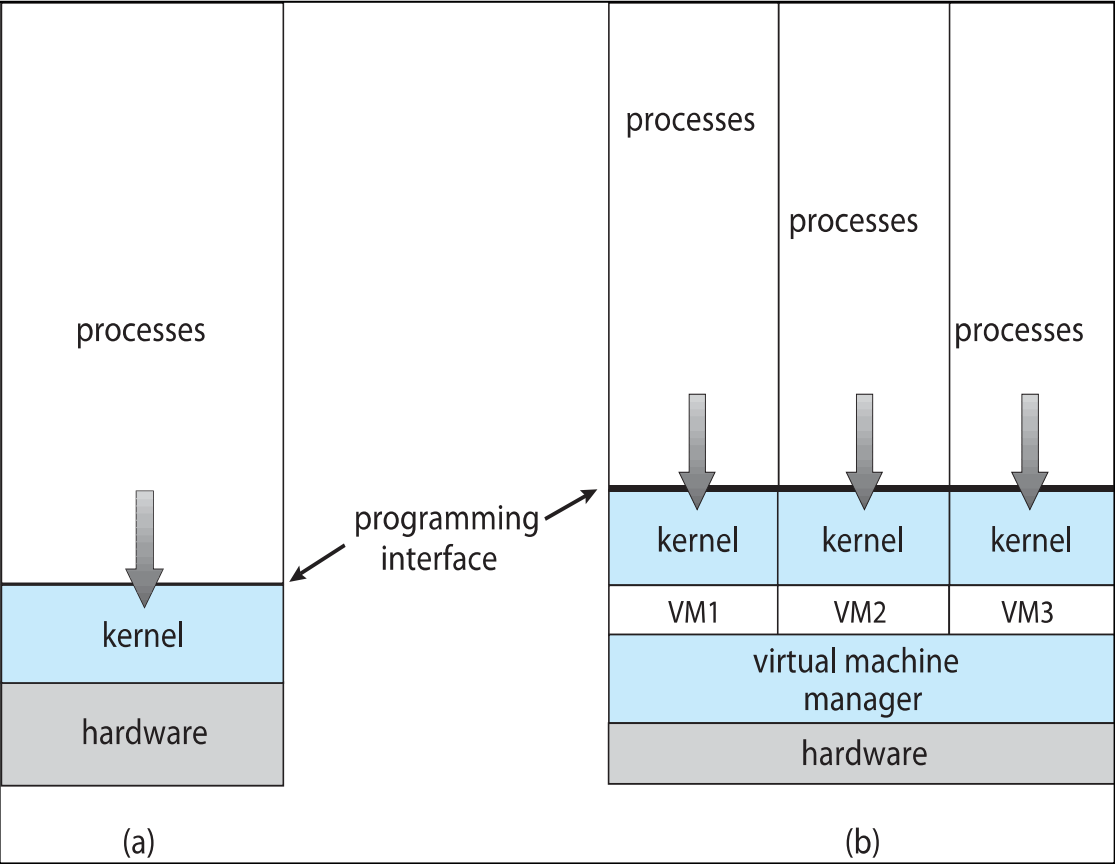 processes
kernel
hardware
(a)
programming
interface
processes
processes
processes
kernel
kernel
kernel
VM1
VM2
VM3
virtual machine
manager
hardware
(b)